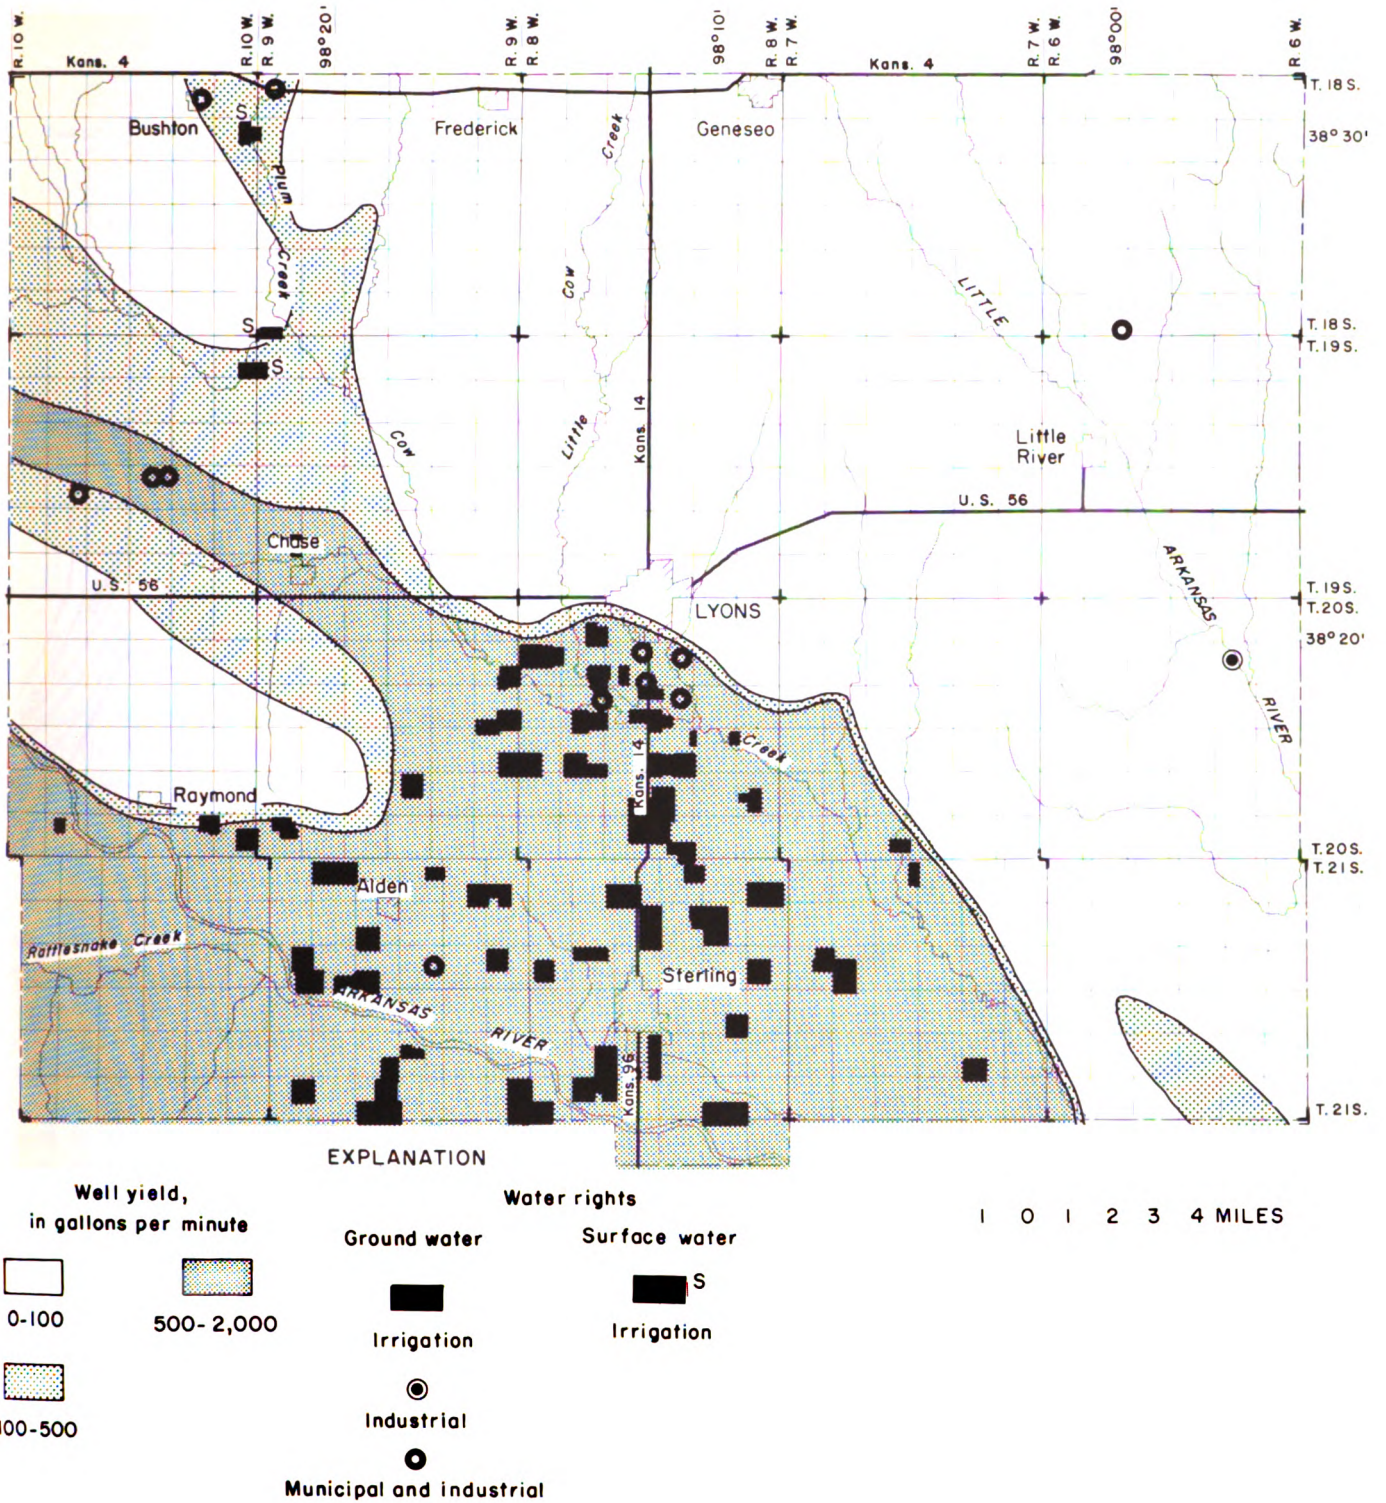 R. 10 W.
R. 10 W.
R. 9 W.
98° 20'
R. 9 W.
R. 8 W.
98° 10'
R. 8 W.
R. 7 W.
R. 7 W.
R. 6 W.
98° 00'
R. 6 W.
Kans. 4
Kans. 4
T. 18 S.
38° 30'
Bushton
S
Frederick
Creek
Geneseo
Plum
Creek
Cow
LITTLE
S
T. 18 S.
T. 19 S.
S
Kans. 14
Cow
Little
Little
River
U. S. 56
Chase
ARKANSAS
U. S. 56
LYONS
T. 19 S.
T. 20 S.
38° 20'
RIVER
Creek
Kans. 14
Raymond
T. 20 S.
T. 21 S.
Alden
Rattlesnake Creek
Sterling
ARKANSAS
RIVER
Kans. 96
T. 21 S.
EXPLANATION
Well yield,
in gallons per minute
Water rights
Ground water
Surface water
1 0 1 2 3 4 MILES
S
0-100
500-2,000
Irrigation
Irrigation
100-500
Industrial
Municipal and industrial